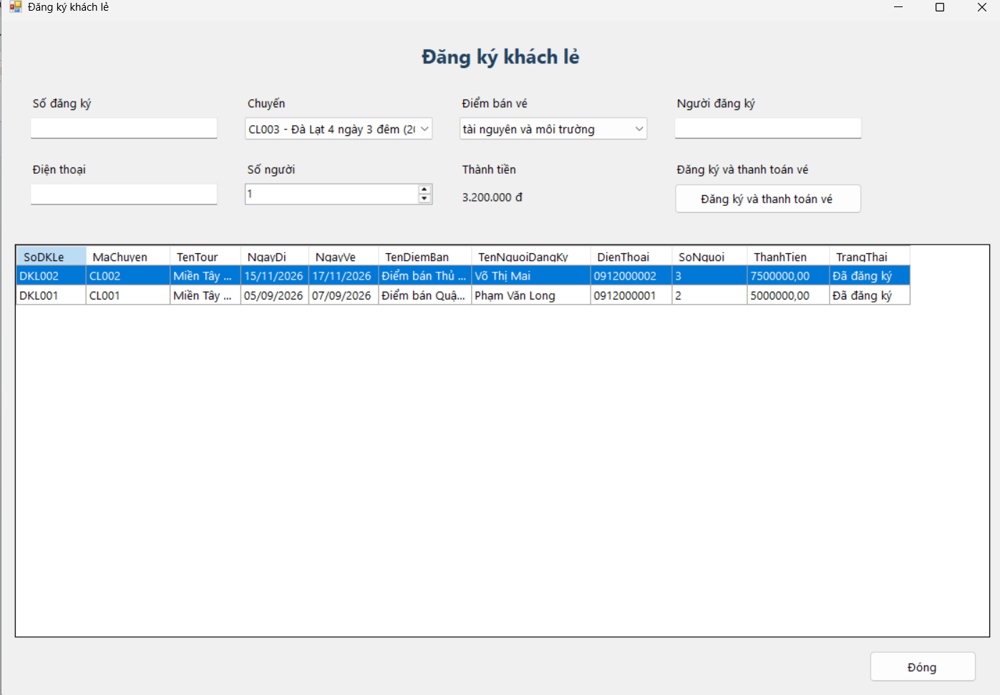 Đăng ký khách lẻ
Đăng ký khách lẻ
Số đăng ký Chuyến Điểm bán vé Người đăng ký
CL003 - Đà Lạt 4 ngày 3 đêm (20 tài nguyên và môi trường
Điện thoại Số người Thành tiền Đăng ký và thanh toán vé
1 3.200.000 đ Đăng ký và thanh toán vé
SoDKLe MaChuyen TenTour NgayDi NgayVe TenDiemBan TenNguoiDangKy DienThoai SoNguoi ThanhTien TrangThai
DKL002 CL002 Miền Tây ... 15/11/2026 17/11/2026 Điểm bán Thủ ... Võ Thị Mai 0912000002 3 7500000,00 Đã đăng ký
DKL001 CL001 Miền Tây ... 05/09/2026 07/09/2026 Điểm bán Quậ... Phạm Văn Long 0912000001 2 5000000,00 Đã đăng ký
Đóng